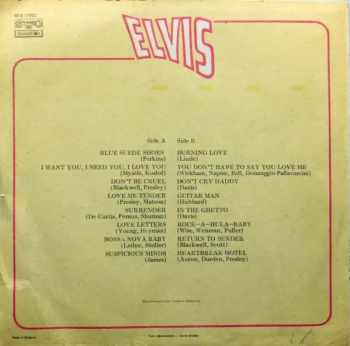 ELVIS
Side A
BLUE SUEDE SHOES
(Perkins)
I WANT YOU, I NEED YOU, I LOVE YOU
(Mysels, Koslof)
DON'T BE CRUEL
(Blackwell, Presley)
LOVE ME TENDER
(Presley, Matson)
SURRENDER
(De Curtis, Pomus, Shuman)
LOVE LETTERS
(Young, Heyman)
BOSSA NOVA BABY
(Leiber, Stoller)
SUSPICIOUS MINDS
(James)
Side B
BURNING LOVE
(Linde)
YOU DON'T HAVE TO SAY YOU LOVE ME
(Wickham, Napier, Bell, Donnaggio-Pallavicini)
DON'T CRY DADDY
(Davis)
GUITAR MAN
(Hubbard)
IN THE GHETTO
(Davis)
ROCK-A-HULA-BABY
(Wise, Weisman, Fuller)
RETURN TO SENDER
(Blackwell, Scott)
HEARTBREAK HOTEL
(Axton, Durden, Presley)